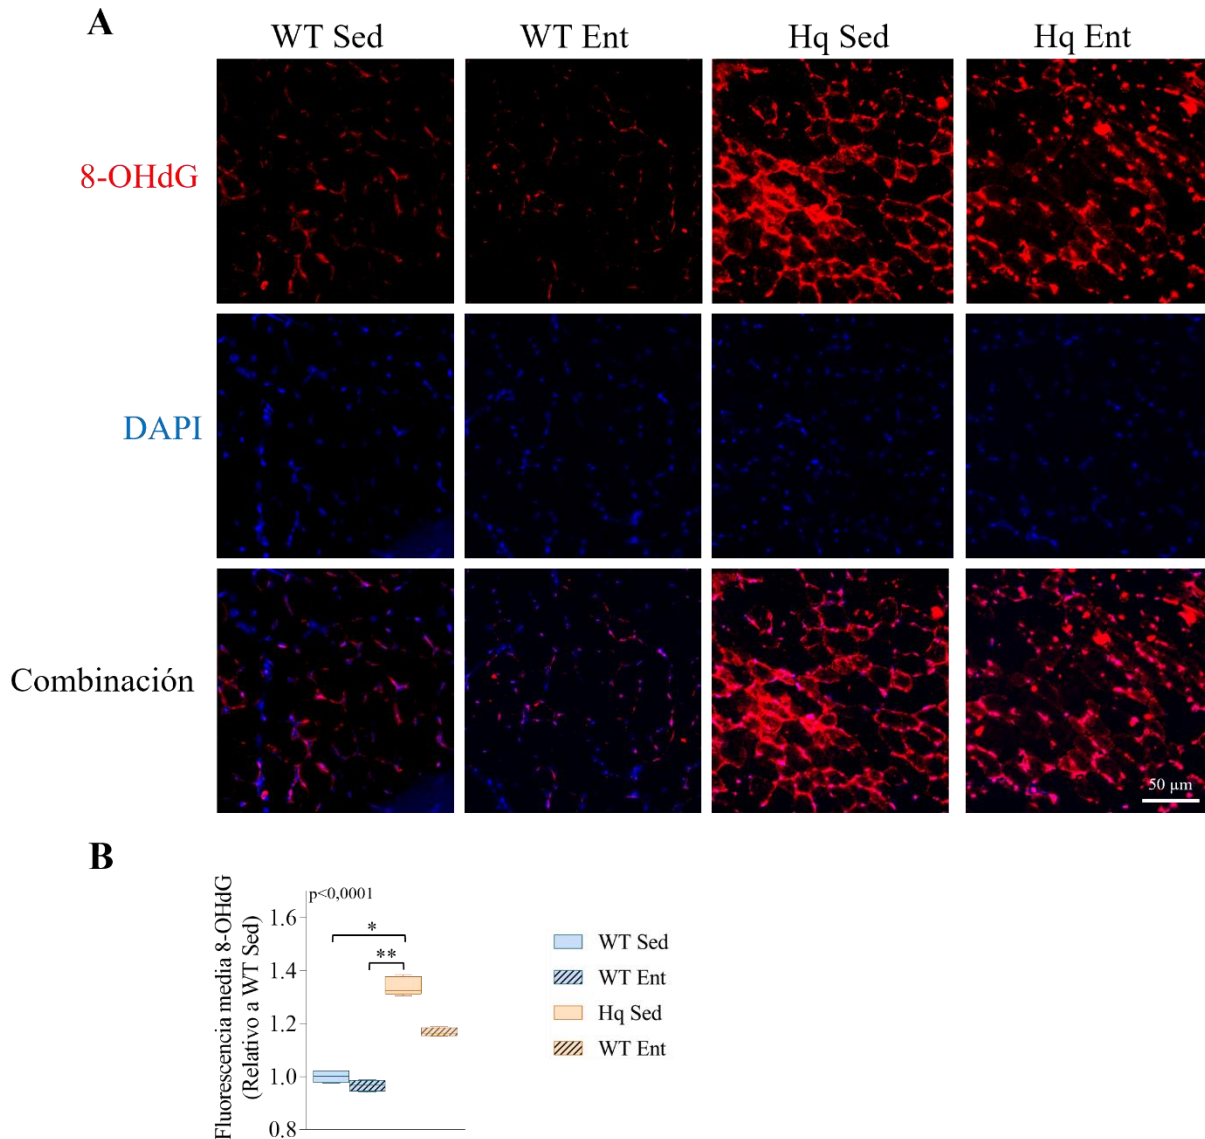 A
WT Sed
WT Ent
Hq Sed
Hq Ent
8-OHdG
DAPI
Combinación
50 µm
B
Fluorescencia media 8-OHdG
(Relativo a WT Sed)
p<0,0001
1.6
1.4
1.2
1.0
0.8
*
**
WT Sed
WT Ent
Hq Sed
WT Ent